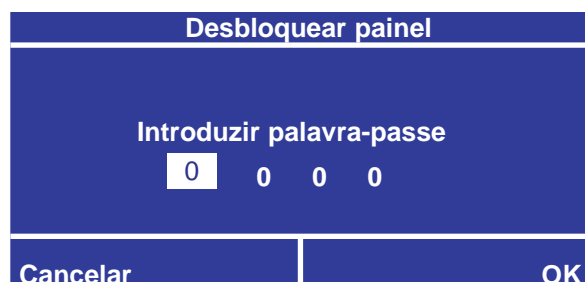 Desbloquear painel
Introduzir palavra-passe
0 0 0 0
Cancelar OK